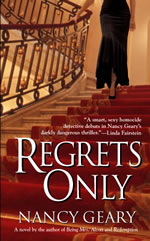 "A smart, sexy homicide
detective debuts in Nancy Geary's
darkly dangerous thriller."
—Linda Fairstein
REGRETS
ONLY
NANCY GEARY
A novel by the author of Being Mrs. Alcott and Redemption